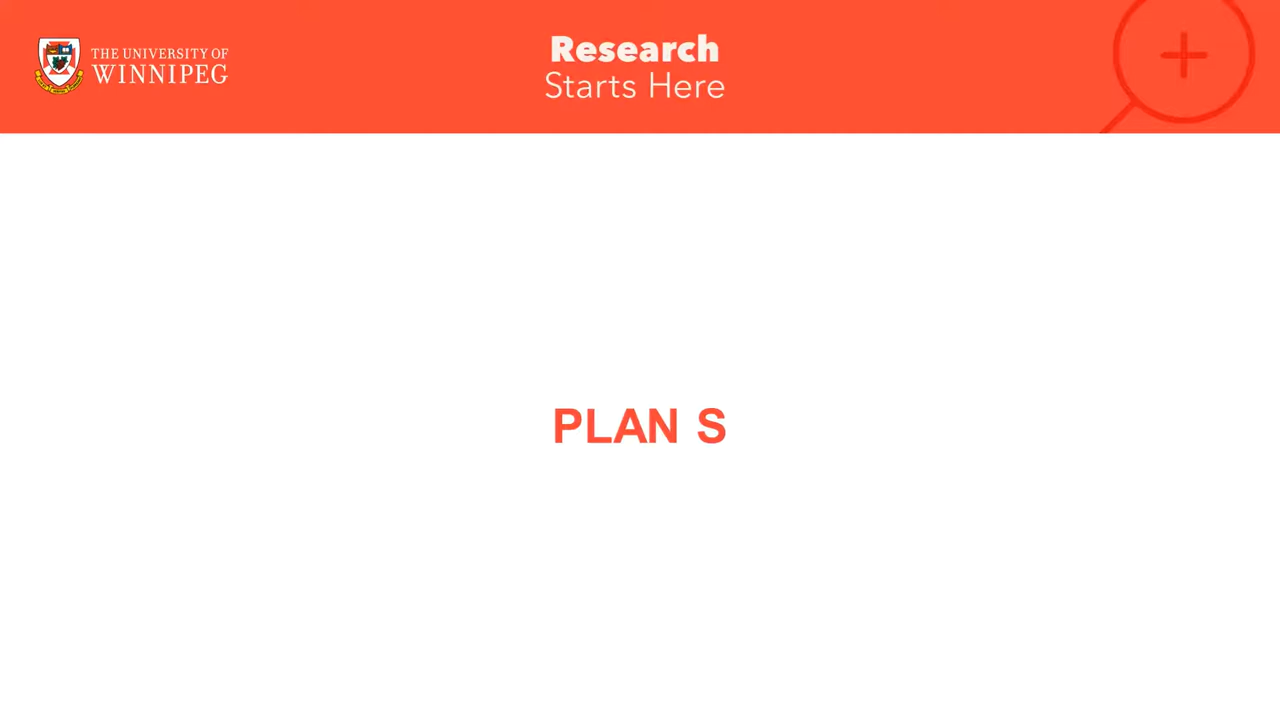 THE UNIVERSITY OF
WINNIPEG
Research
Starts Here
PLAN S